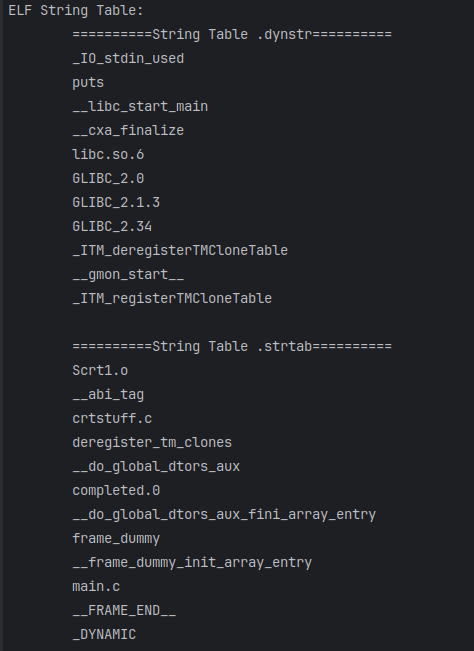 ELF String Table:
==========String Table .dynstr==========
_IO_stdin_used
puts
__libc_start_main
__cxa_finalize
libc.so.6
GLIBC_2.0
GLIBC_2.1.3
GLIBC_2.34
_ITM_deregisterTMCloneTable
__gmon_start__
_ITM_registerTMCloneTable
==========String Table .strtab==========
Scrt1.o
__abi_tag
crtstuff.c
deregister_tm_clones
__do_global_dtors_aux
completed.0
__do_global_dtors_aux_fini_array_entry
frame_dummy
__frame_dummy_init_array_entry
main.c
__FRAME_END__
_DYNAMIC